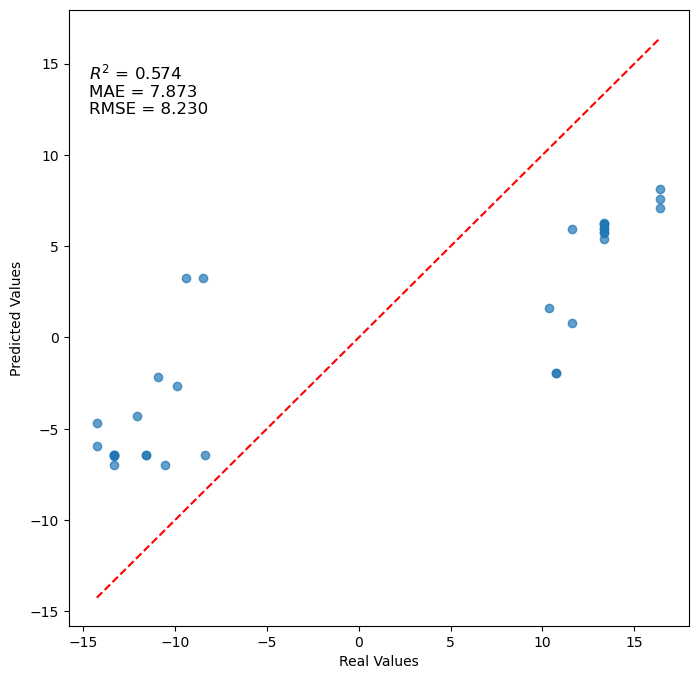 R² = 0.574
MAE = 7.873
RMSE = 8.230
15
10
5
0
−5
−10
−15
Predicted Values
−15 −10 −5 0 5 10 15
Real Values